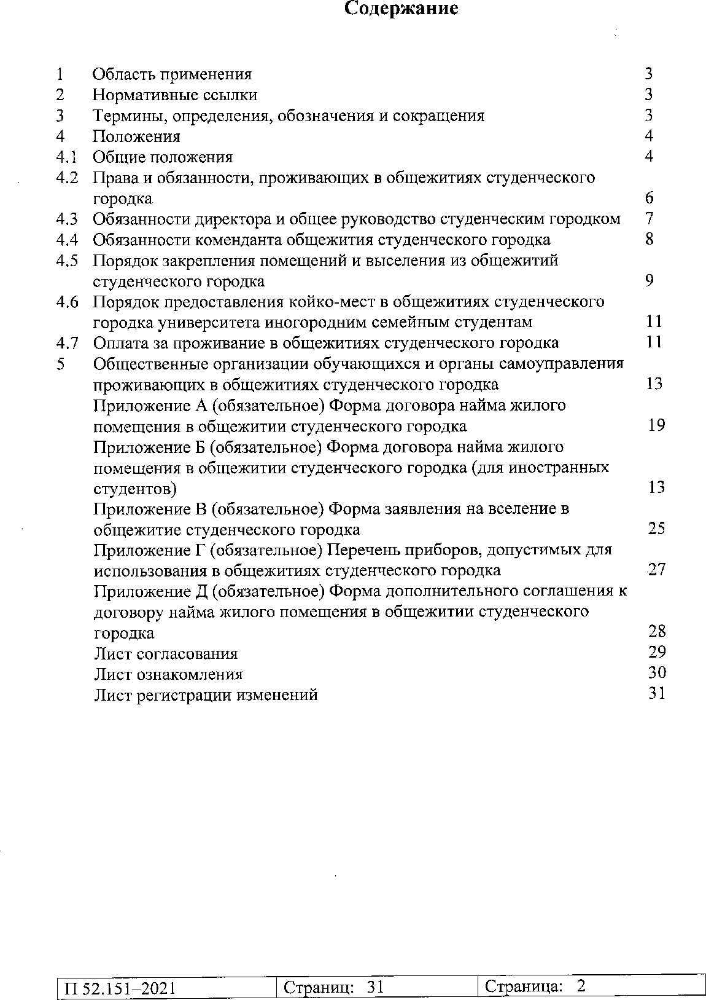 Содержание
1 Область применения 3
2 Нормативные ссылки 3
3 Термины, определения, обозначения и сокращения 3
4 Положения 4
4.1 Общие положения 4
4.2 Права и обязанности, проживающих в общежитиях студенческого
городка 6
4.3 Обязанности директора и общее руководство студенческим городком 7
4.4 Обязанности коменданта общежития студенческого городка 8
4.5 Порядок закрепления помещений и выселения из общежитий
студенческого городка 9
4.6 Порядок предоставления койко-мест в общежитиях студенческого
городка университета иногородним семейным студентам 11
4.7 Оплата за проживание в общежитиях студенческого городка 11
5 Общественные организации обучающихся и органы самоуправления
проживающих в общежитиях студенческого городка 13
Приложение А (обязательное) Форма договора найма жилого
помещения в общежитии студенческого городка 19
Приложение Б (обязательное) Форма договора найма жилого
помещения в общежитии студенческого городка (для иностранных
студентов) 13
Приложение В (обязательное) Форма заявления на вселение в
общежитие студенческого городка 25
Приложение Г (обязательное) Перечень приборов, допустимых для
использования в общежитиях студенческого городка 27
Приложение Д (обязательное) Форма дополнительного соглашения к
договору найма жилого помещения в общежитии студенческого
городка 28
Лист согласования 29
Лист ознакомления 30
Лист регистрации изменений 31
П 52.151–2021 Страниц: 31 Страница: 2